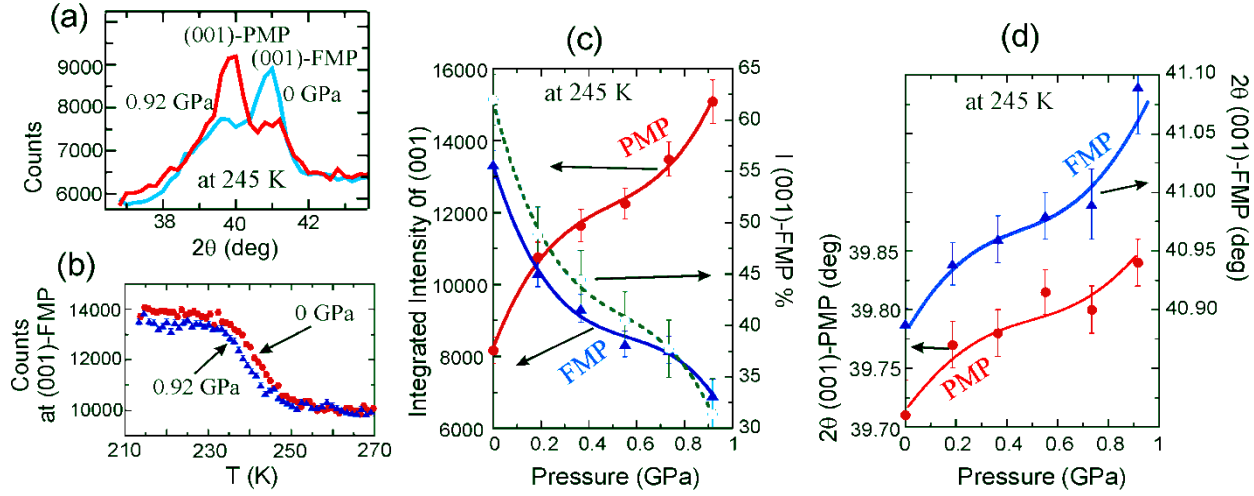 (a)
(001)-PMP
(001)-FMP
0.92 GPa
0 GPa
at 245 K
Counts
9000
8000
7000
6000
38
40
42
2θ (deg)
(b)
Counts
at (001)-FMP
14000
12000
10000
0 GPa
0.92 GPa
210
230
250
270
T (K)
(c)
at 245 K
PMP
FMP
Integrated Intensity of (001)
16000
14000
12000
10000
8000
6000
I (001)-FMP %
65
60
55
50
45
40
35
30
0
0.2
0.4
0.6
0.8
1
Pressure (GPa)
(d)
at 245 K
FMP
PMP
2θ (001)-PMP (deg)
39.85
39.80
39.75
39.70
2θ (001)-FMP (deg)
41.10
41.05
41.00
40.95
40.90
0
0.2
0.4
0.6
0.8
1
Pressure (GPa)